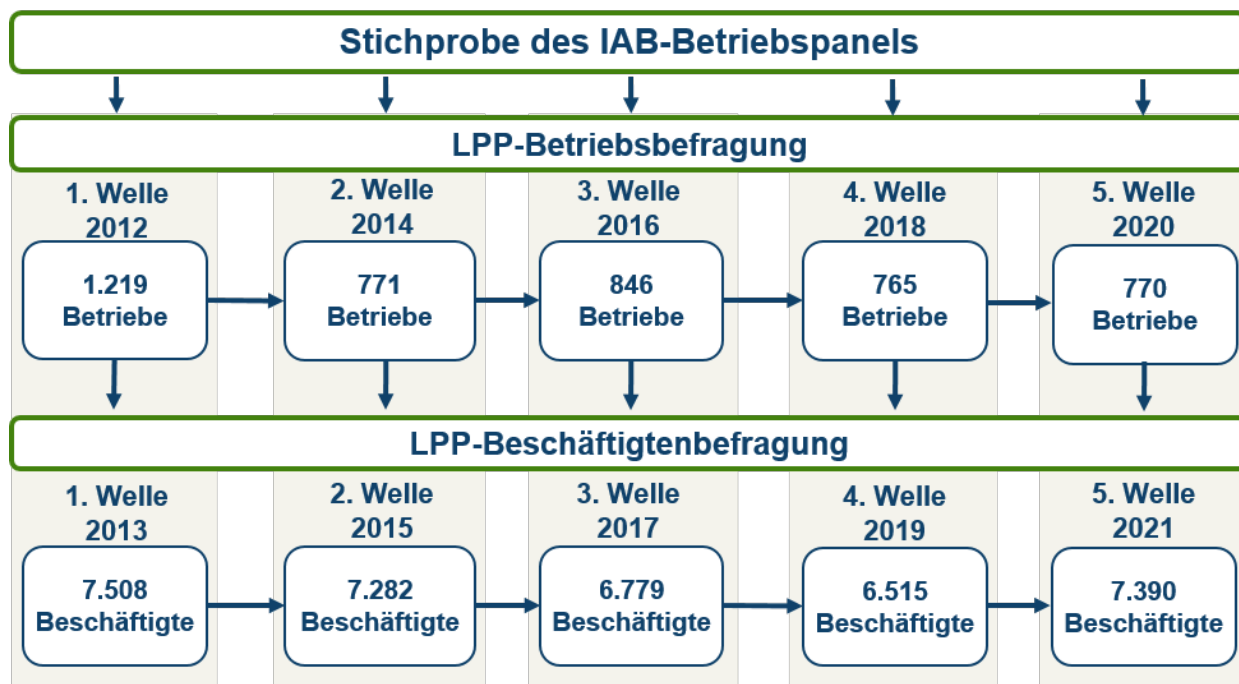 Stichprobe des IAB-Betriebspanels
LPP-Betriebsbefragung
1. Welle
2012
2. Welle
2014
3. Welle
2016
4. Welle
2018
5. Welle
2020
1.219
Betriebe
771
Betriebe
846
Betriebe
765
Betriebe
770
Betriebe
LPP-Beschäftigtenbefragung
1. Welle
2013
2. Welle
2015
3. Welle
2017
4. Welle
2019
5. Welle
2021
7.508
Beschäftigte
7.282
Beschäftigte
6.779
Beschäftigte
6.515
Beschäftigte
7.390
Beschäftigte